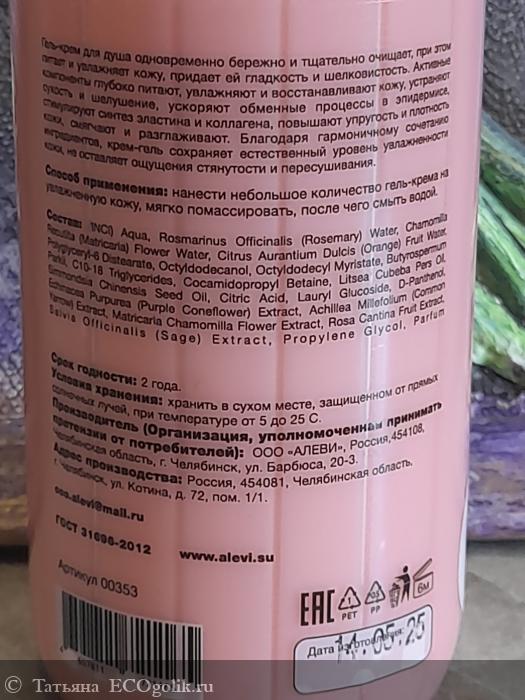 Гель-крем для душа одновременно бережно и тщательно очищает, при этом
питает и увлажняет кожу, придает ей гладкость и шелковистость. Активные
компоненты глубоко питают, увлажняют и восстанавливают кожу, устраняют
сухость и шелушение, ускоряют обменные процессы в эпидермисе,
стимулируют синтез эластина и коллагена, повышают упругость и плотность
кожи, смягчают и разглаживают. Благодаря гармоничному сочетанию
ингредиентов, крем-гель сохраняет естественный уровень увлажненности
кожи, не оставляет ощущения стянутости и пересушивания.
Способ применения: нанести небольшое количество гель-крема на
увлажненную кожу, мягко помассировать, после чего смыть водой.
Состав: INCI) Aqua, Rosmarinus Officinalis (Rosemary) Water, Chamomilla
Recutita (Matricaria) Flower Water, Citrus Aurantium Dulcis (Orange) Fruit Water,
Polyglyceryl-6 Distearate, Octyldodecanol, Octyldodecyl Myristate, Butyrospermum
Parkii, C10-18 Triglycerides, Cocamidopropyl Betaine, Litsea Cubeba Pers Oil,
Simmondsia Chinensis Seed Oil, Citric Acid, Lauryl Glucoside, D-Panthenol,
Echinacea Purpurea (Purple Coneflower) Extract, Achillea Millefolium (Common
Yarrow) Extract, Matricaria Chamomilla Flower Extract, Rosa Cantina Fruit Extract,
Salvia Officinalis (Sage) Extract, Propylene Glycol, Parfum
Срок годности: 2 года.
Условия хранения: хранить в сухом месте, защищенном от прямых
солнечных лучей, при температуре от 5 до 25 С.
Производитель (Организация, уполномоченная принимать
претензии от потребителей): ООО «АЛЕВИ», Россия,454108,
Челябинская область, г. Челябинск, ул. Барбюса, 20-3.
Адрес производства: Россия, 454081, Челябинская область,
г. Челябинск, ул. Котина, д. 72, пом. 1/1.
ooo.alevi@mail.ru
ГОСТ 31696-2012
www.alevi.su
Артикул 00353
EAC
PET
PP
6М
14.05.25
Дата изготовления:
Татьяна ECOgolik.ru